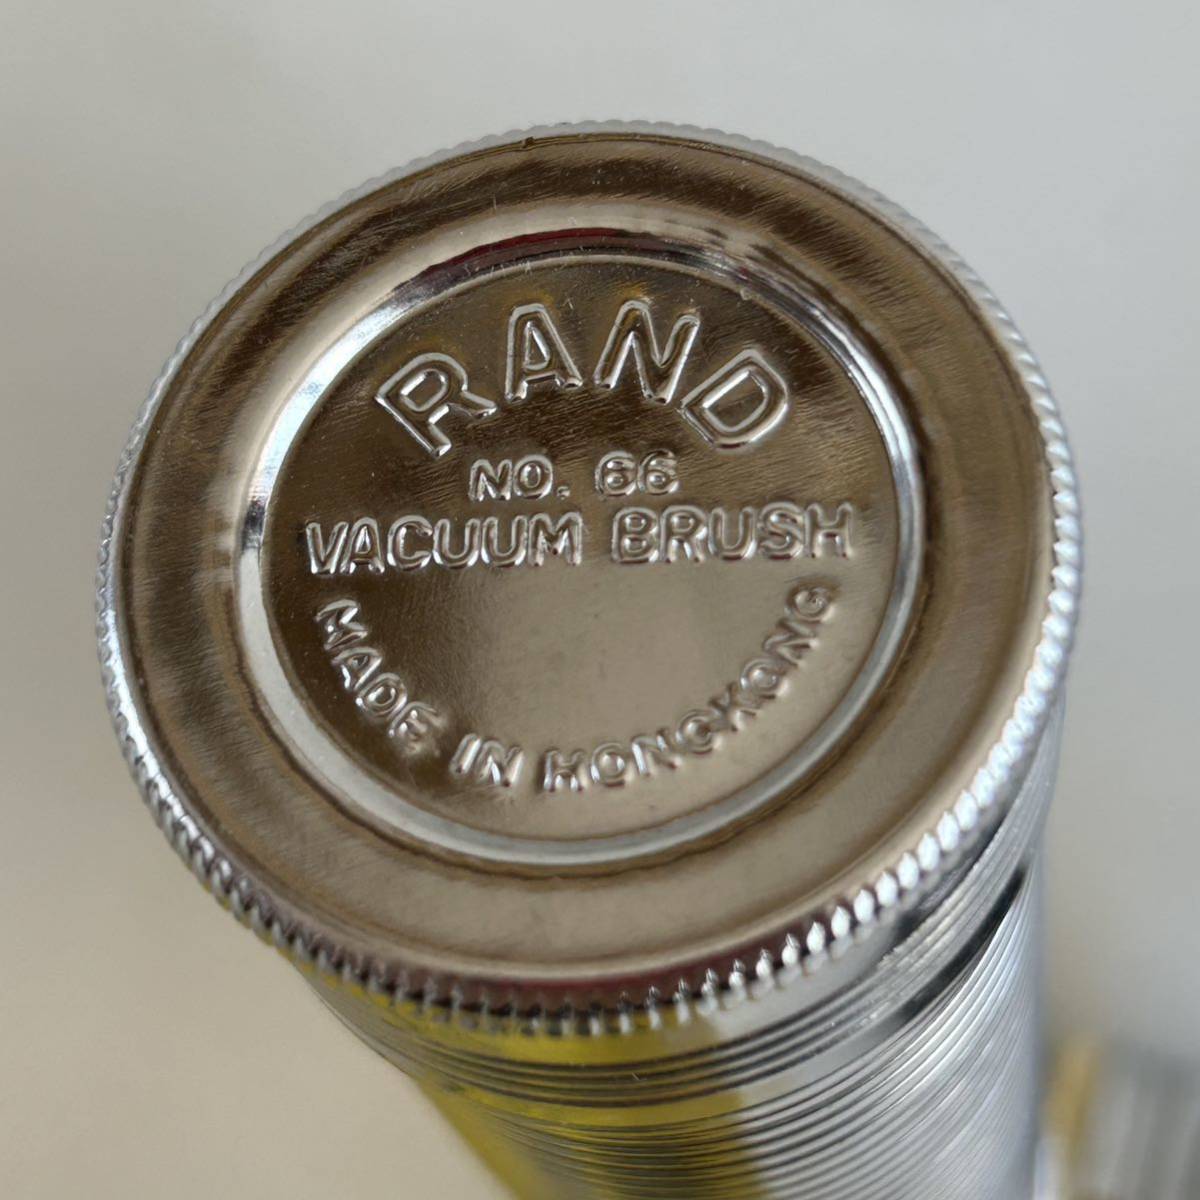 RAND
NO. 66
VACUUM BRUSH
MADE IN HONGKONG